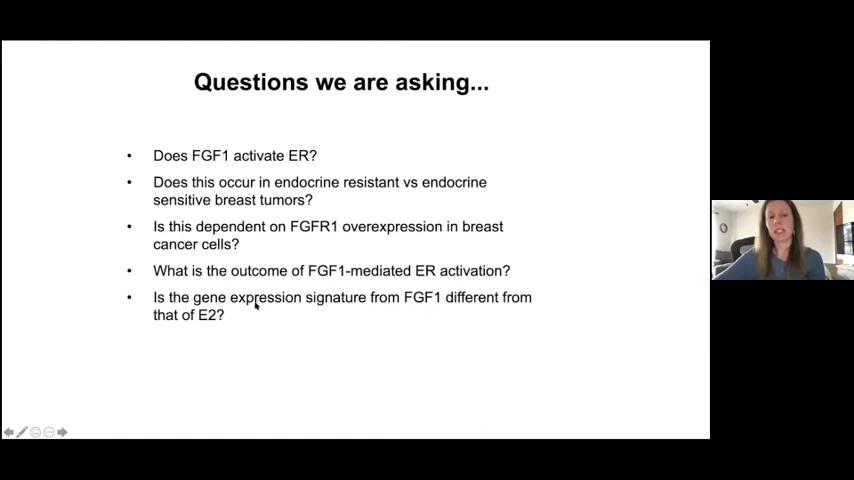 Questions we are asking...
• Does FGF1 activate ER?
• Does this occur in endocrine resistant vs endocrine
sensitive breast tumors?
• Is this dependent on FGFR1 overexpression in breast
cancer cells?
• What is the outcome of FGF1-mediated ER activation?
• Is the gene expression signature from FGF1 different from
that of E2?